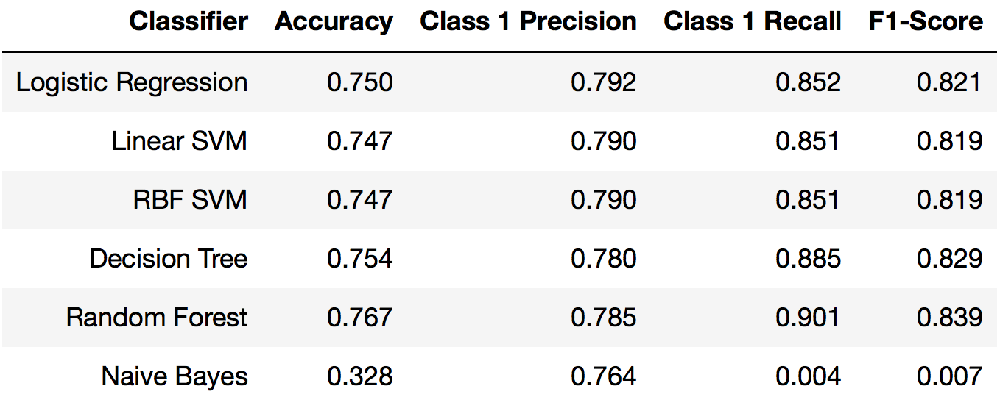 Classifier Accuracy Class 1 Precision Class 1 Recall F1-Score
Logistic Regression 0.750 0.792 0.852 0.821
Linear SVM 0.747 0.790 0.851 0.819
RBF SVM 0.747 0.790 0.851 0.819
Decision Tree 0.754 0.780 0.885 0.829
Random Forest 0.767 0.785 0.901 0.839
Naive Bayes 0.328 0.764 0.004 0.007